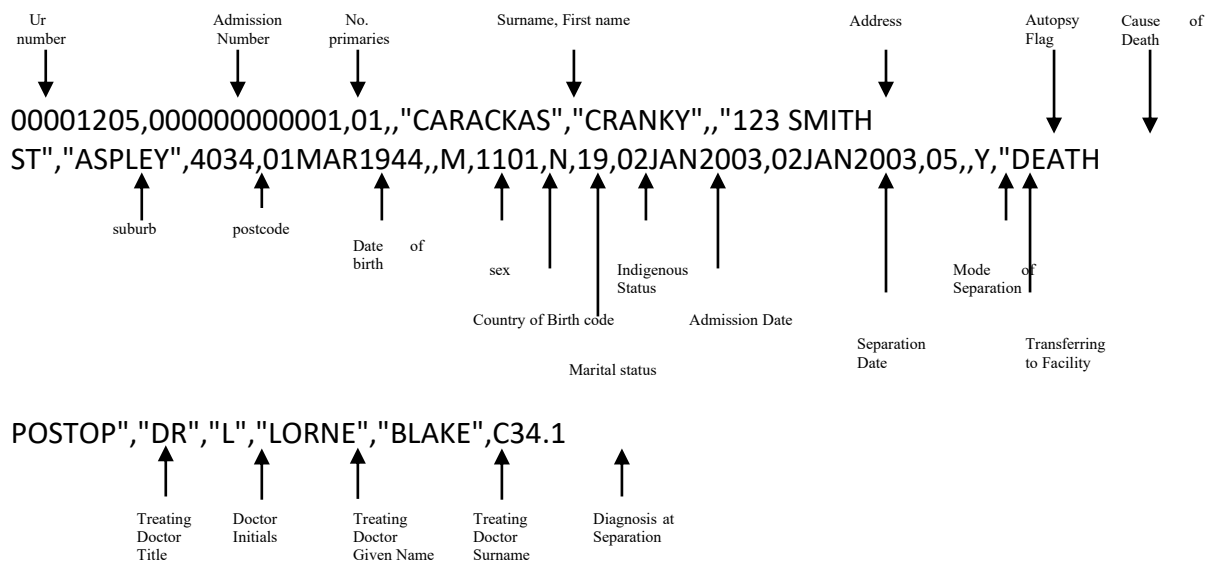 Ur Admission No. Surname, First name Address Autopsy Cause of
number Number primaries Flag Death
00001205,000000000001,01,,"CARACKAS","CRANKY",,"123 SMITH
ST","ASPLEY",4034,01MAR1944,,M,1101,N,19,02JAN2003,02JAN2003,05,,Y,"DEATH
suburb postcode
Date of
birth
sex Indigenous Mode of
Status Separation
Country of Birth code Admission Date
Separation Transferring
Date to Facility
Marital status
POSTOP","DR","L","LORNE","BLAKE",C34.1
Treating Doctor Treating Treating Diagnosis at
Doctor Initials Doctor Doctor Separation
Title Given Name Surname